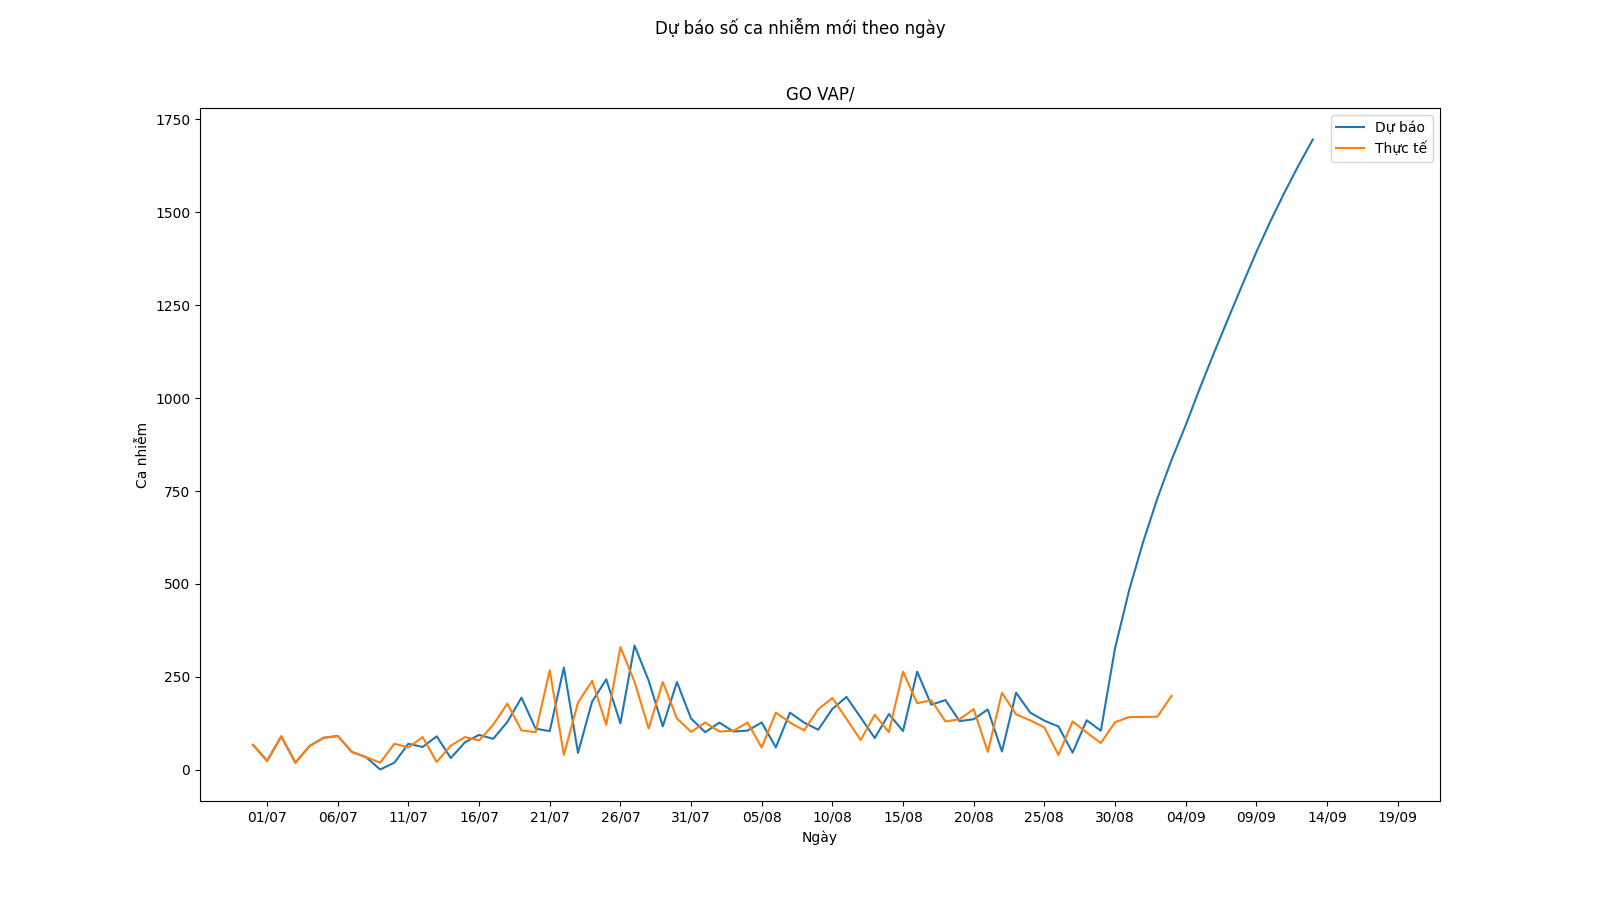 Dự báo số ca nhiễm mới theo ngày
GO VAP/
Dự báo
Thực tế
1750
1500
1250
1000
750
500
250
0
Ca nhiễm
01/07 06/07 11/07 16/07 21/07 26/07 31/07 05/08 10/08 15/08 20/08 25/08 30/08 04/09 09/09 14/09 19/09
Ngày